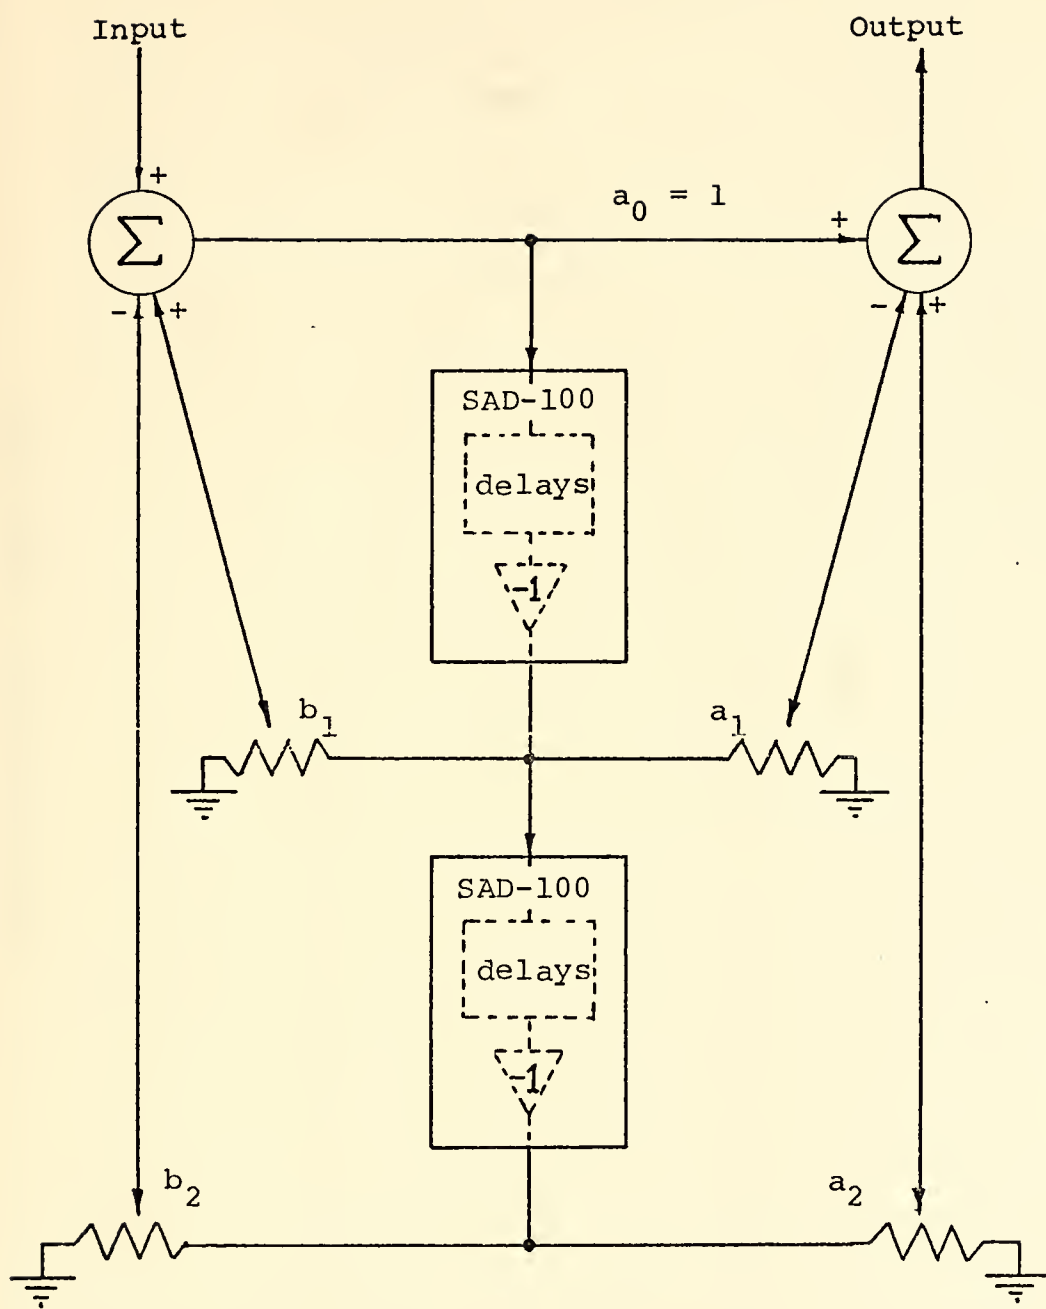 Input
Output
+
a0 = 1
+
Σ
Σ
- +
- +
SAD-100
delays
-1
b1
a1
SAD-100
delays
-1
b2
a2